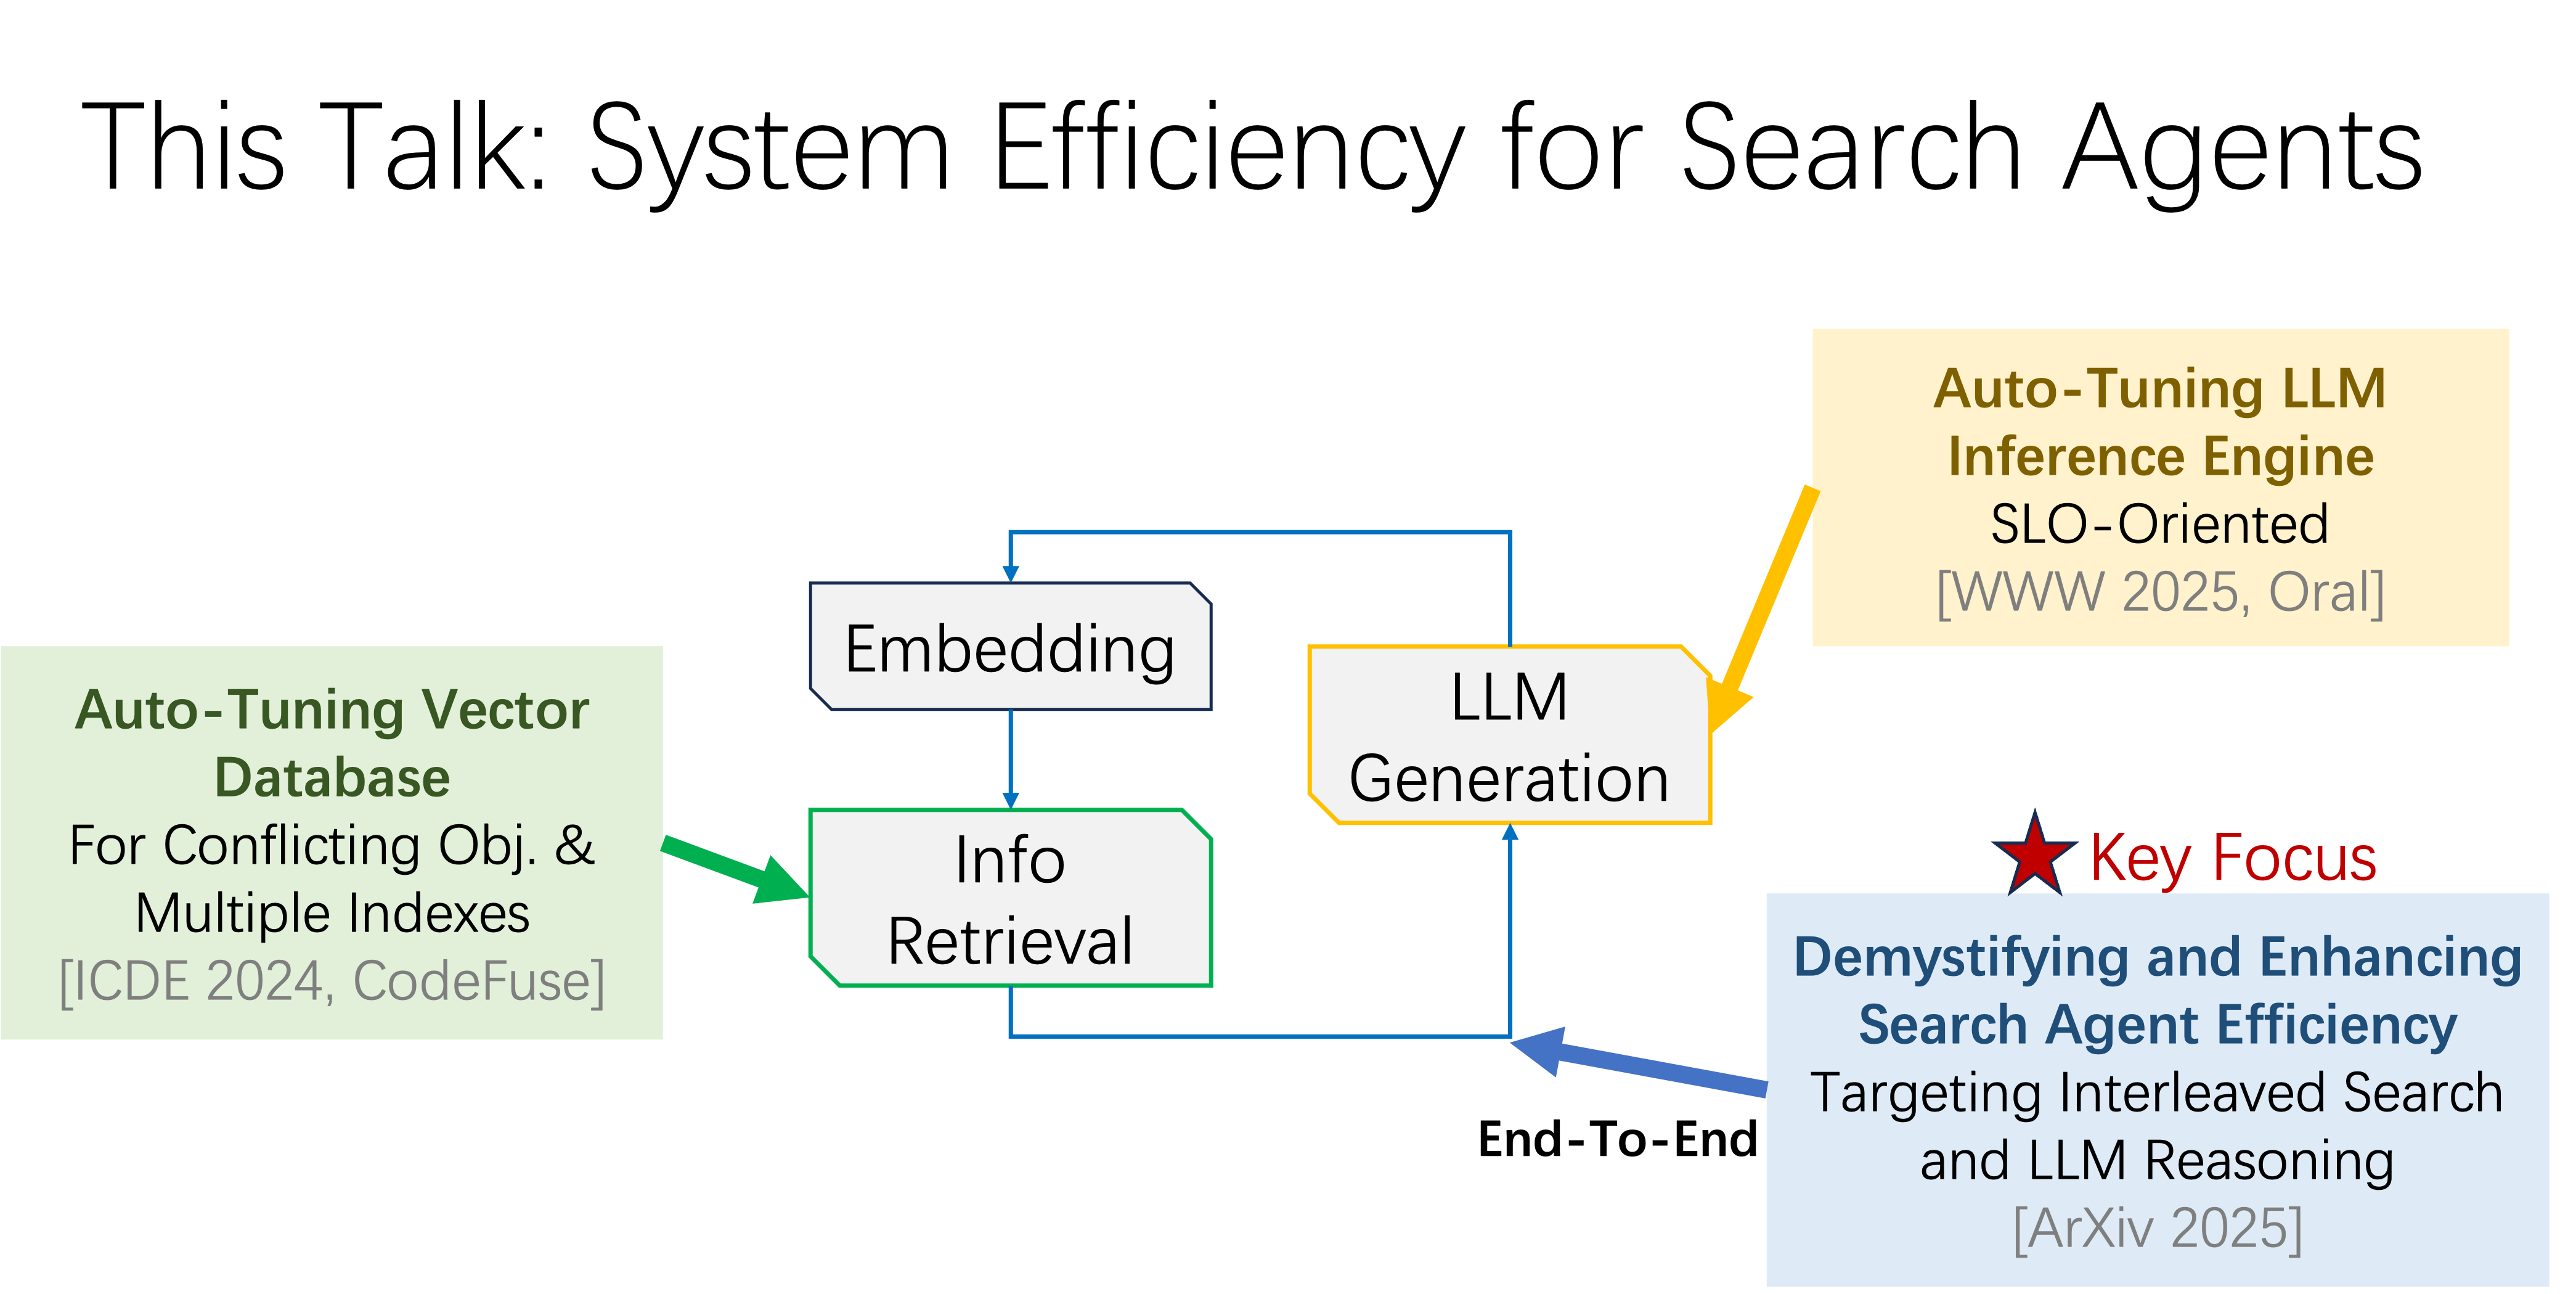 This Talk: System Efficiency for Search Agents
Auto-Tuning LLM
Inference Engine
SLO-Oriented
[WWW 2025, Oral]
Embedding
LLM
Generation
Auto-Tuning Vector
Database
For Conflicting Obj. &
Multiple Indexes
[ICDE 2024, CodeFuse]
Info
Retrieval
Key Focus
Demystifying and Enhancing
Search Agent Efficiency
Targeting Interleaved Search
and LLM Reasoning
[ArXiv 2025]
End-To-End